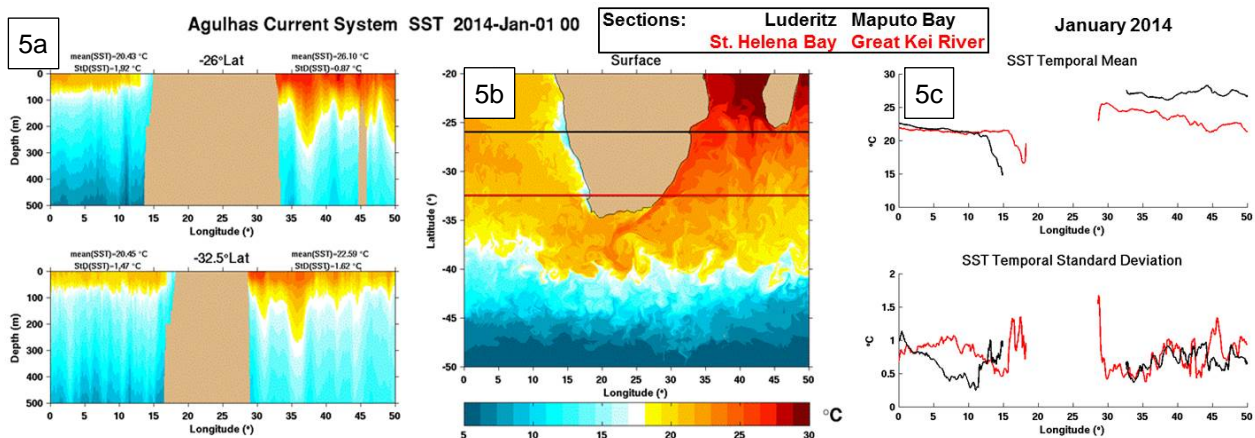 Agulhas Current System SST 2014-Jan-01 00
Sections: Luderitz Maputo Bay
St. Helena Bay Great Kei River
January 2014
5a
mean(SST)=20.43 °C
StD(SST)=1.92 °C
-26°Lat
mean(SST)=26.10 °C
StD(SST)=0.87 °C
Depth (m)
0
100
200
300
400
500
0 5 10 15 20 25 30 35 40 45 50
Longitude (°)
mean(SST)=20.45 °C
StD(SST)=1.47 °C
-32.5°Lat
mean(SST)=22.59 °C
StD(SST)=1.62 °C
Depth (m)
0
100
200
300
400
500
0 5 10 15 20 25 30 35 40 45 50
Longitude (°)
5b
Surface
Latitude (°)
-20
-25
-30
-35
-40
-45
-50
0 5 10 15 20 25 30 35 40 45 50
Longitude (°)
°C
5 10 15 20 25 30
5c
SST Temporal Mean
°C
30
25
20
15
10
0 5 10 15 20 25 30 35 40 45 50
Longitude (°)
SST Temporal Standard Deviation
°C
2
1.5
1
0.5
0
0 5 10 15 20 25 30 35 40 45 50
Longitude (°)